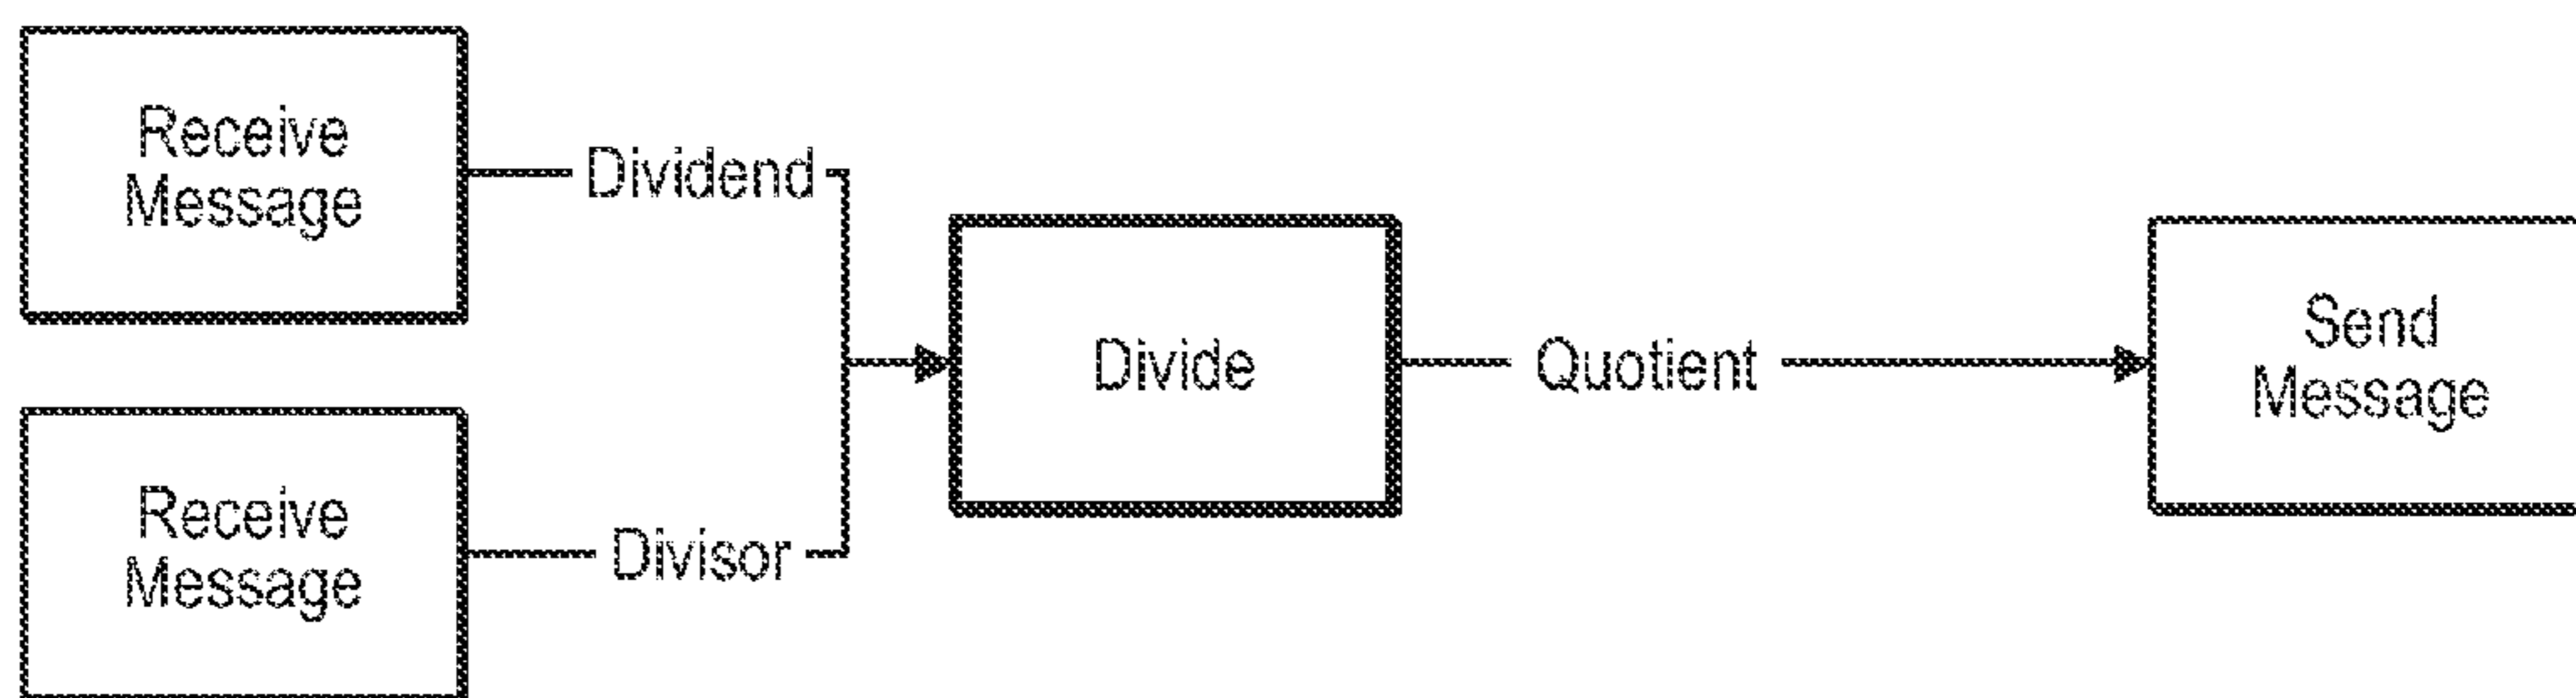 Receive
Message
Dividend
Divide
Quotient
Send
Message
Receive
Message
Divisor